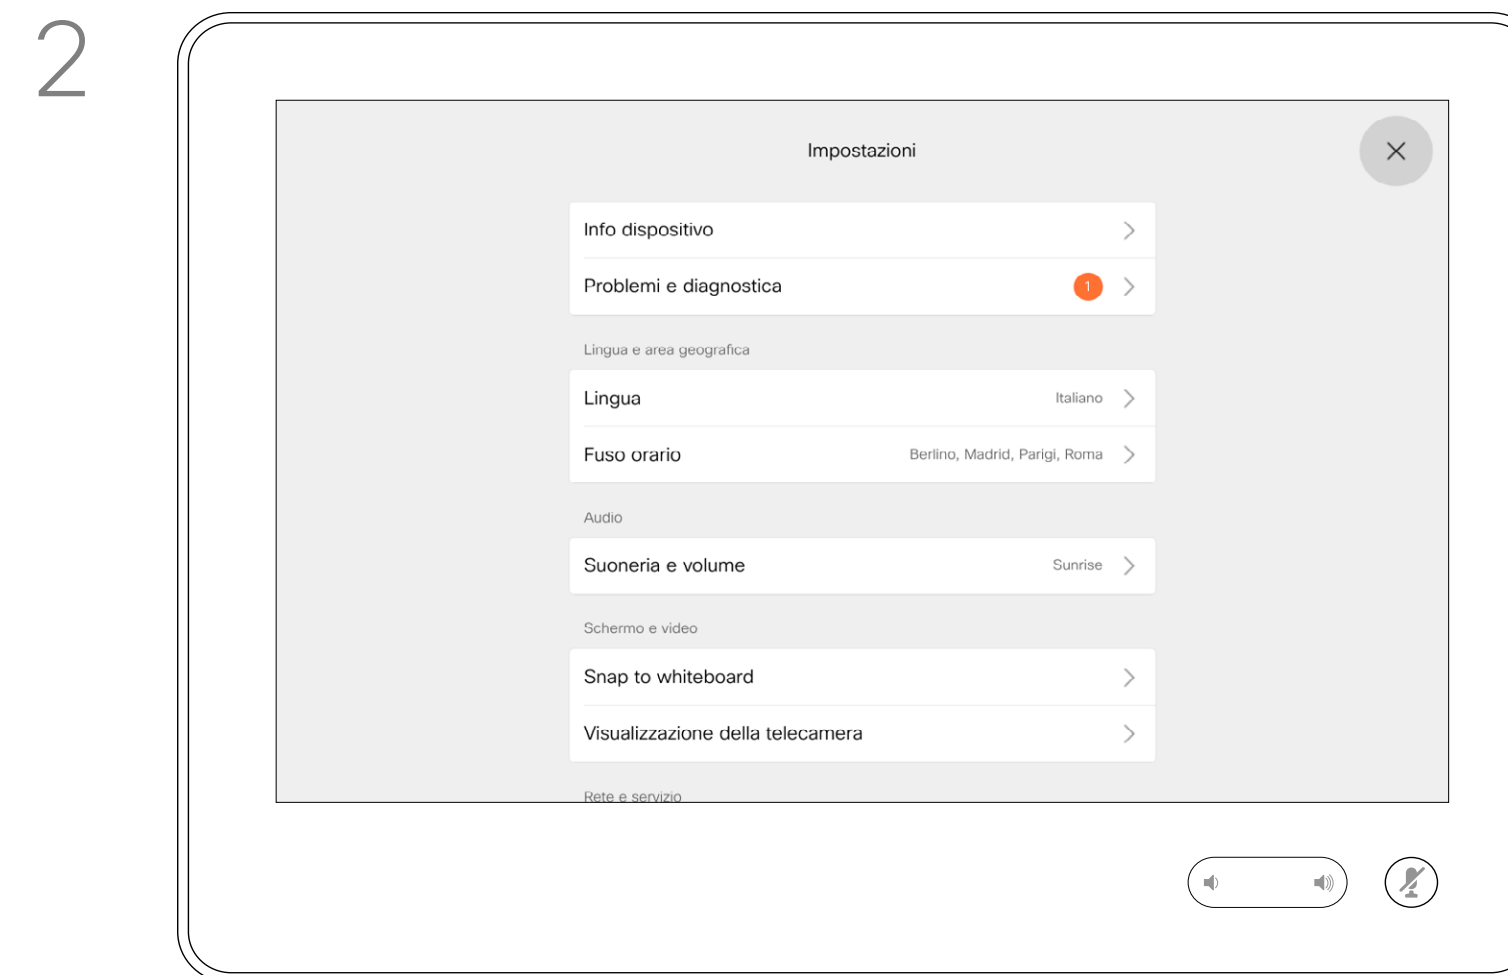 2
Impostazioni
Info dispositivo
Problemi e diagnostica 1
Lingua e area geografica
Lingua Italiano
Fuso orario Berlino, Madrid, Parigi, Roma
Audio
Suoneria e volume Sunrise
Schermo e video
Snap to whiteboard
Visualizzazione della telecamera
Rete e servizio